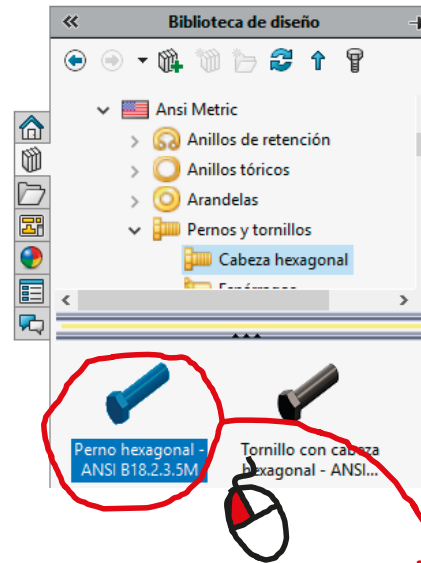 Biblioteca de diseño
Ansi Metric
Anillos de retención
Anillos tóricos
Arandelas
Pernos y tornillos
Cabeza hexagonal
Perno hexagonal -
ANSI B18.2.3.5M
Tornillo con cabeza
hexagonal - ANSI...